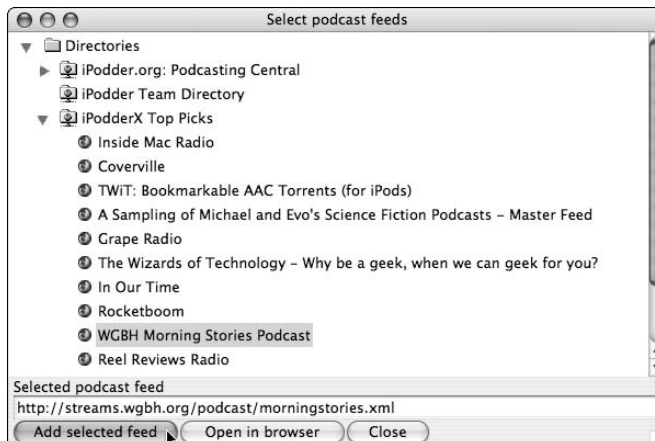 Select podcast feeds
Directories
iPodder.org: Podcasting Central
iPodder Team Directory
iPodderX Top Picks
Inside Mac Radio
Coverville
TWiT: Bookmarkable AAC Torrents (for iPods)
A Sampling of Michael and Evo's Science Fiction Podcasts – Master Feed
Grape Radio
The Wizards of Technology – Why be a geek, when we can geek for you?
In Our Time
Rocketboom
WGBH Morning Stories Podcast
Reel Reviews Radio
Selected podcast feed
http://streams.wgbh.org/podcast/morningstories.xml
Add selected feed Open in browser Close